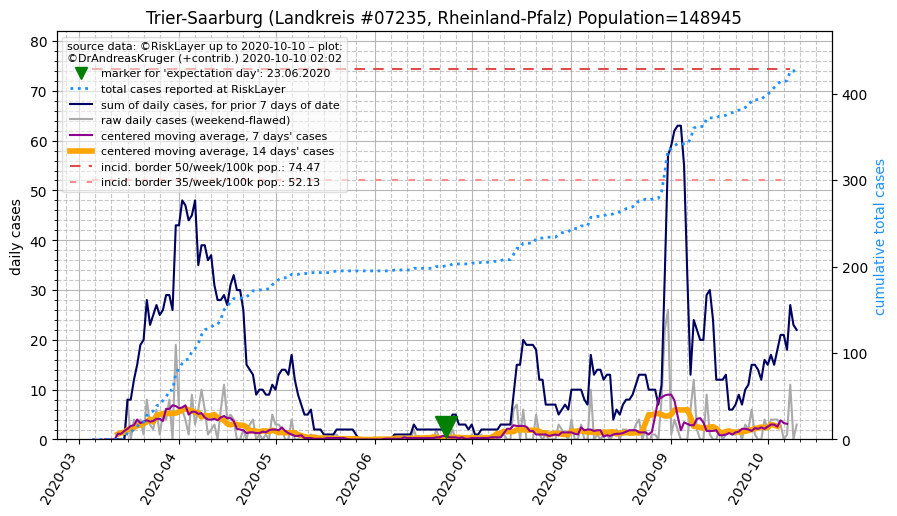 Trier-Saarburg (Landkreis #07235, Rheinland-Pfalz) Population=148945
source data: ©RiskLayer up to 2020-10-10 – plot:
©DrAndreasKruger (+contrib.) 2020-10-10 02:02
marker for 'expectation day': 23.06.2020
total cases reported at RiskLayer
sum of daily cases, for prior 7 days of date
raw daily cases (weekend-flawed)
centered moving average, 7 days' cases
centered moving average, 14 days' cases
incid. border 50/week/100k pop.: 74.47
incid. border 35/week/100k pop.: 52.13
daily cases
80
70
60
50
40
30
20
10
0
cumulative total cases
400
300
200
100
0
2020-03
2020-04
2020-05
2020-06
2020-07
2020-08
2020-09
2020-10